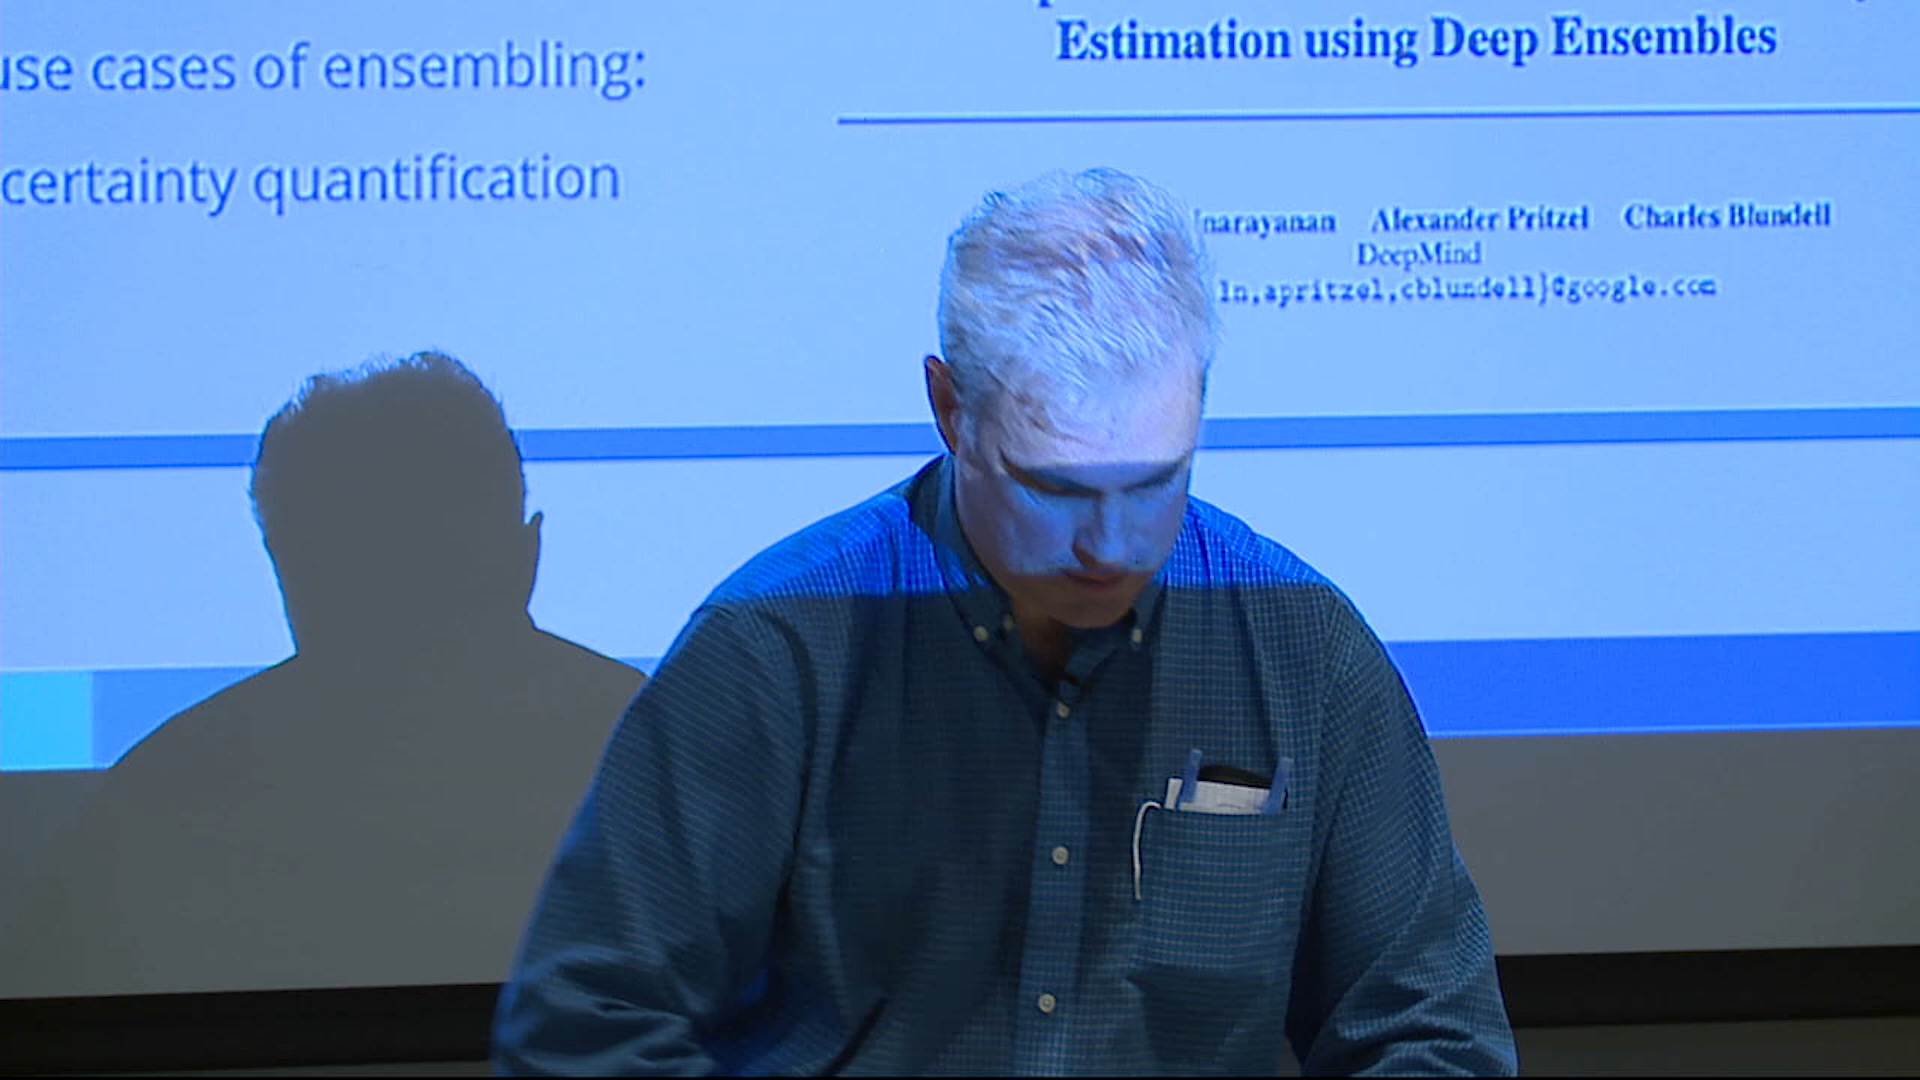 use cases of ensembling:
certainty quantification
Estimation using Deep Ensembles
narayanan Alexander Pritzel Charles Blundell
DeepMind
ln,apritzel,cblundell}@google.com